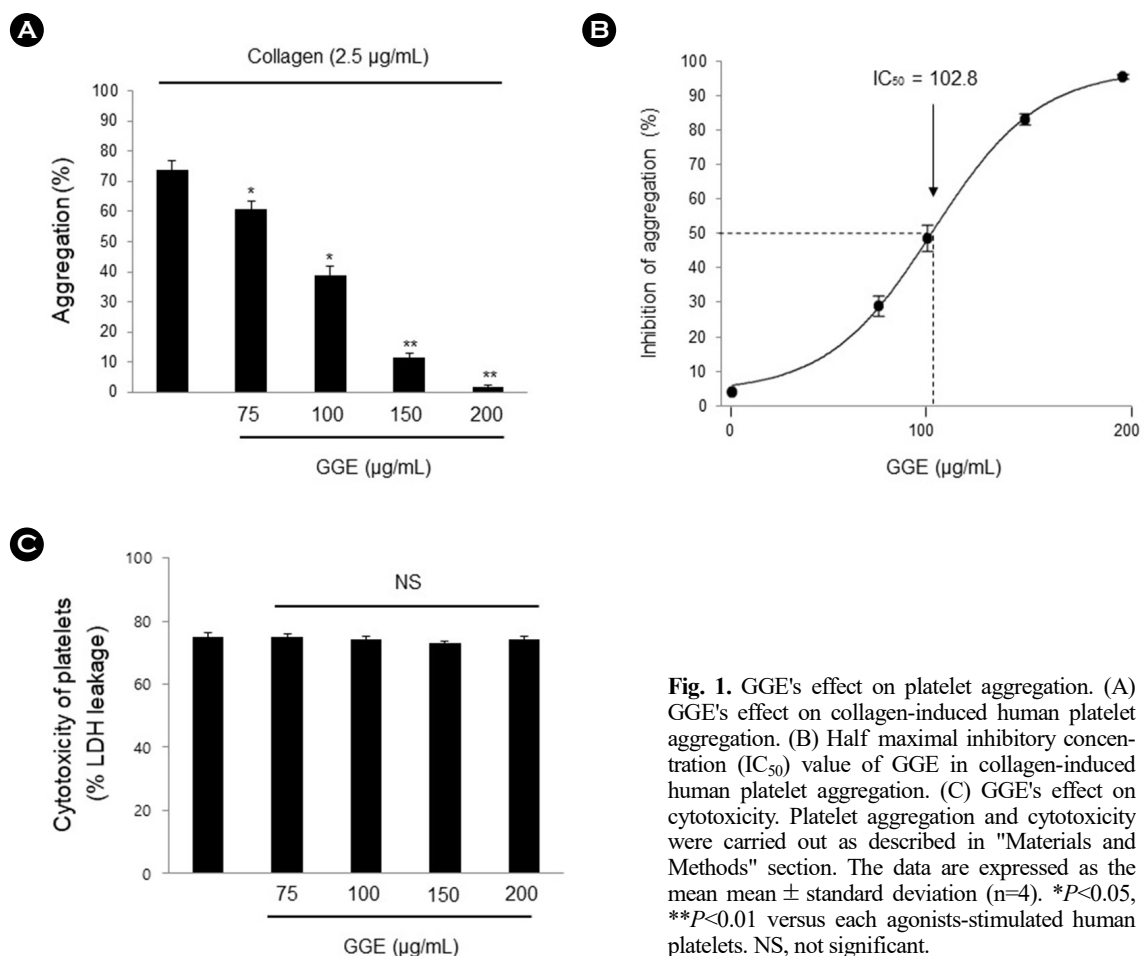 A
Collagen (2.5 µg/mL)
Aggregation (%)
100
90
80
70
60
50
40
30
20
10
0
*
*
**
**
75 100 150 200
GGE (µg/mL)
B
Inhibition of aggregation (%)
100
90
80
70
60
50
40
30
20
10
0
IC50 = 102.8
0 100 200
GGE (µg/mL)
C
Cytotoxicity of platelets
(% LDH leakage)
100
80
60
40
20
0
NS
75 100 150 200
GGE (µg/mL)
Fig. 1. GGE's effect on platelet aggregation. (A)
GGE's effect on collagen-induced human platelet
aggregation. (B) Half maximal inhibitory concen-
tration (IC50) value of GGE in collagen-induced
human platelet aggregation. (C) GGE's effect on
cytotoxicity. Platelet aggregation and cytotoxicity
were carried out as described in "Materials and
Methods" section. The data are expressed as the
mean mean ± standard deviation (n=4). *P<0.05,
**P<0.01 versus each agonists-stimulated human
platelets. NS, not significant.